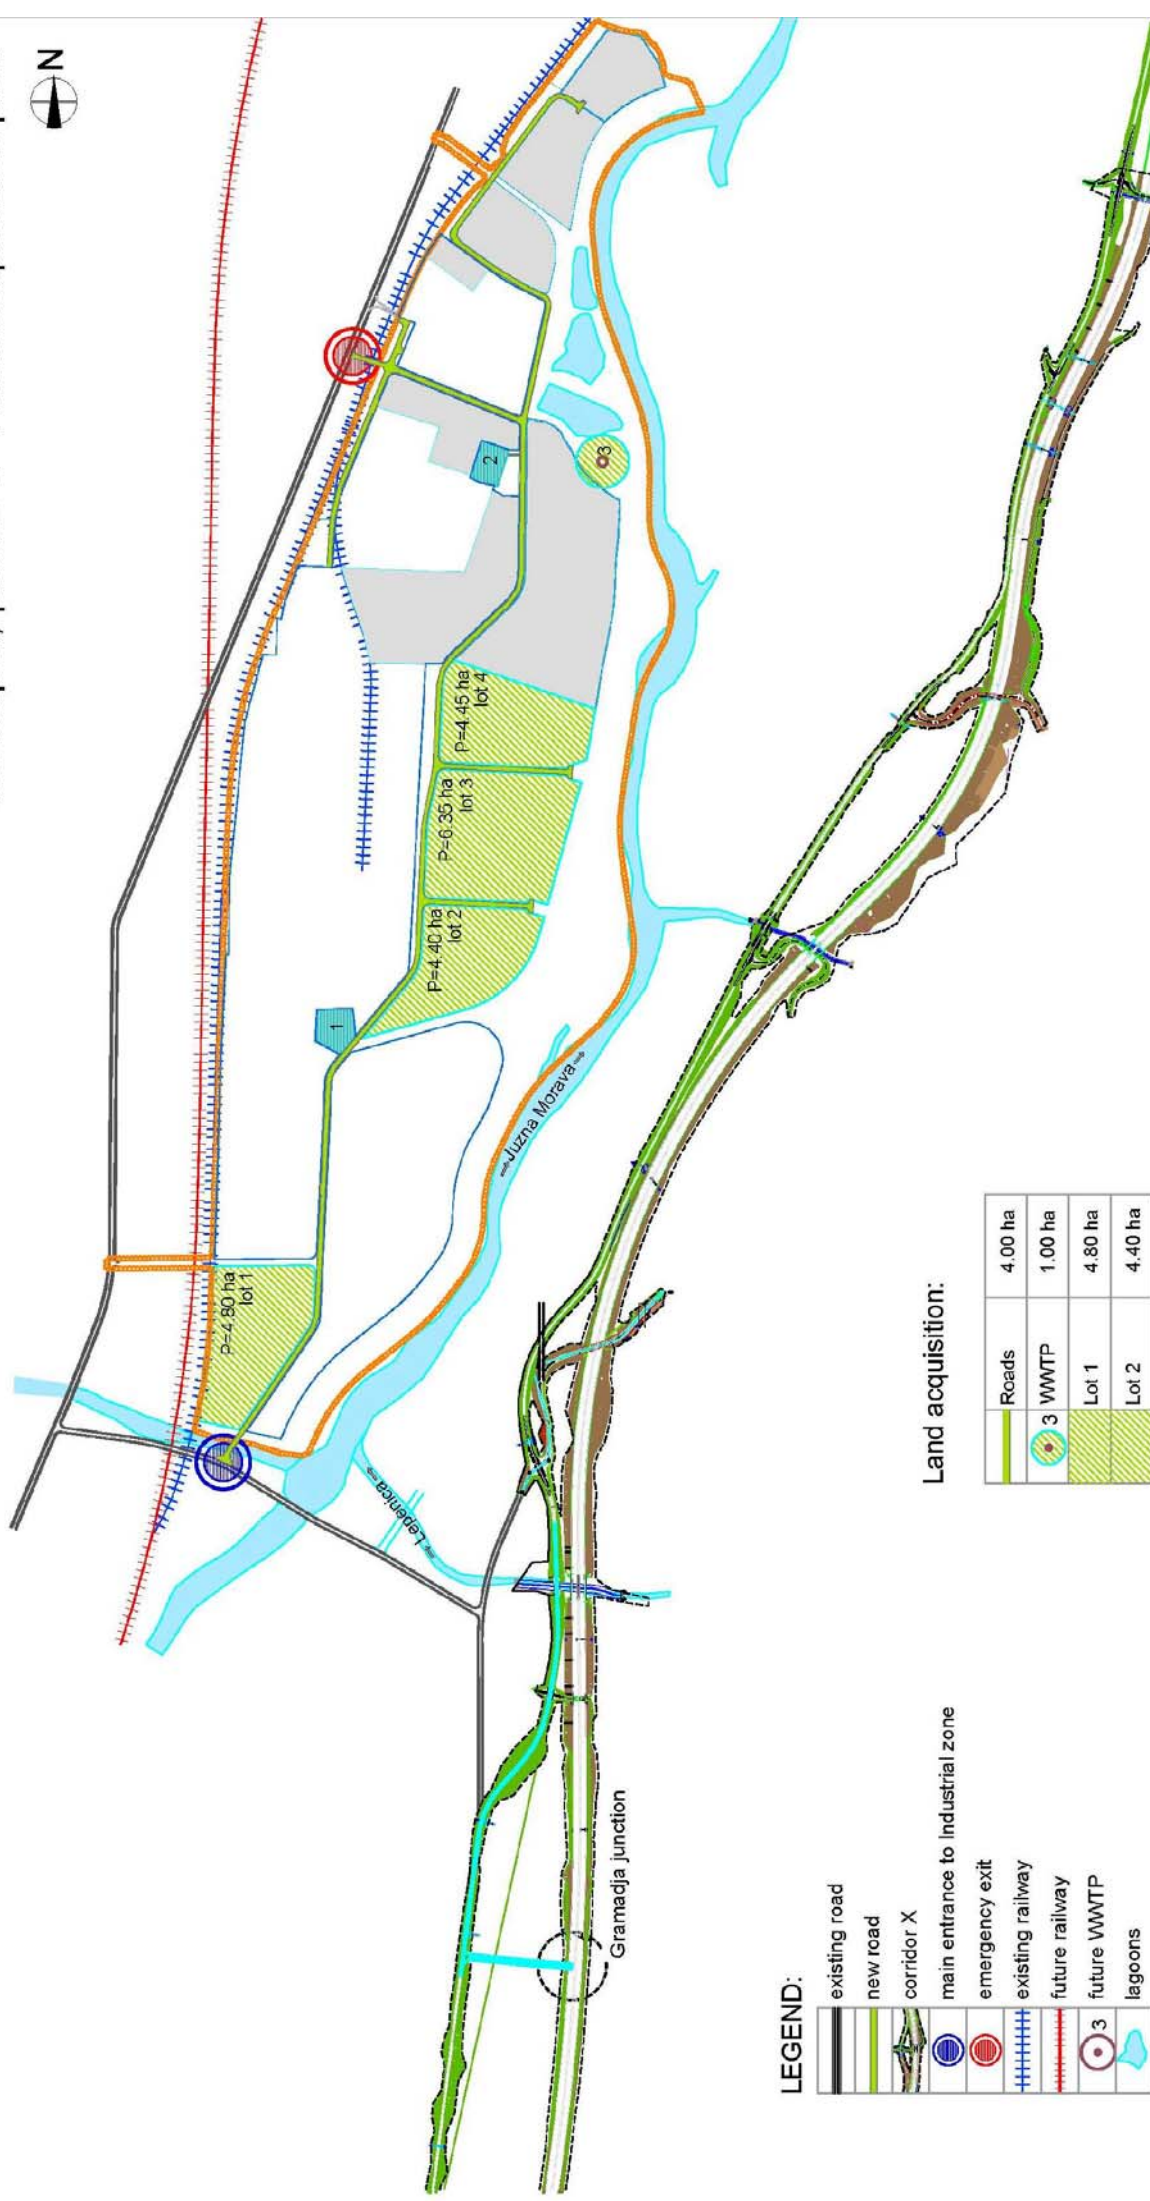 N
P=4.80 ha
lot 1
1
P=4.40 ha
lot 2
P=6.35 ha
lot 3
P=4.45 ha
lot 4
2
3
Juzna Morava
Lepenica
Gramadja junction
LEGEND:
existing road
new road
corridor X
main entrance to Industrial zone
emergency exit
existing railway
future railway
3 future WWTP
lagoons
Land acquisition:
Roads 4.00 ha
3 WWTP 1.00 ha
Lot 1 4.80 ha
Lot 2 4.40 ha